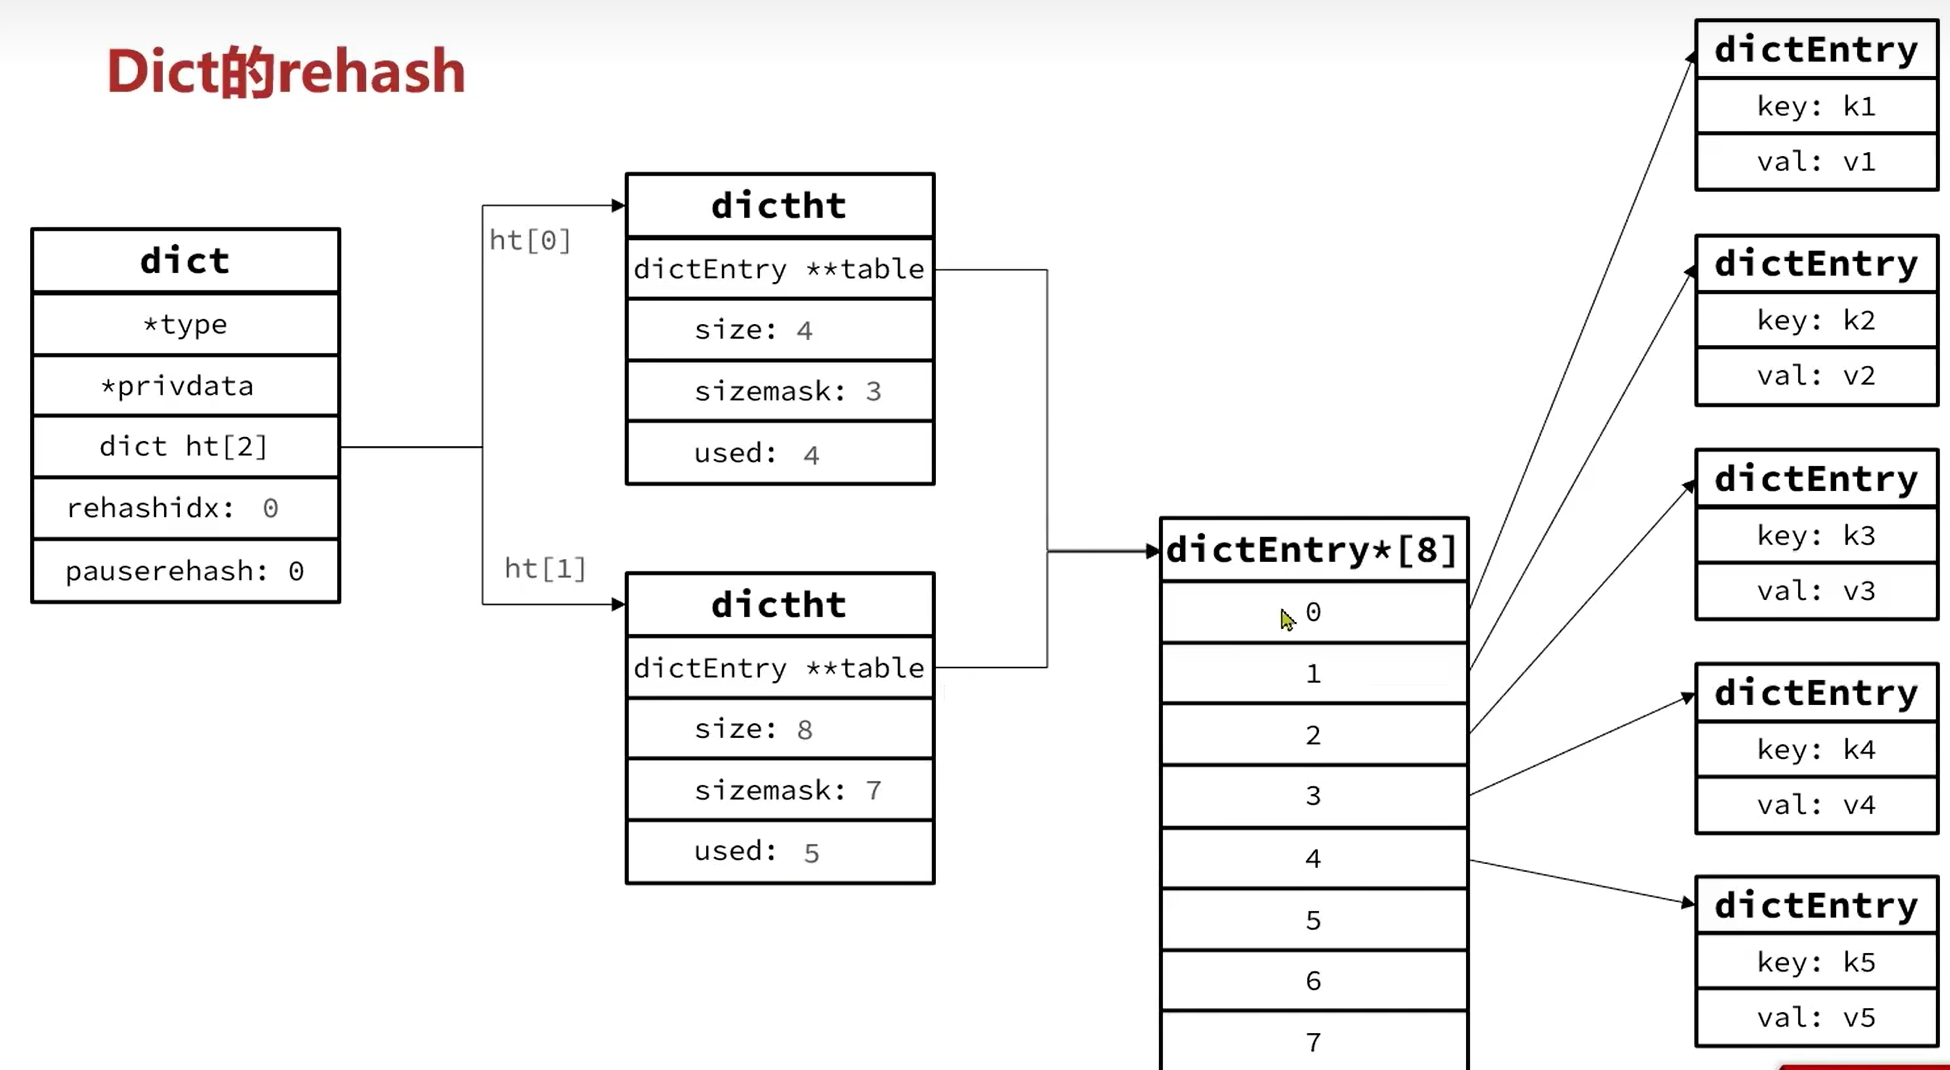 Dict的rehash
dict
*type
*privdata
dict ht[2]
rehashidx: 0
pauserehash: 0
ht[0]
dictht
dictEntry **table
size: 4
sizemask: 3
used: 4
ht[1]
dictht
dictEntry **table
size: 8
sizemask: 7
used: 5
dictEntry*[8]
0
1
2
3
4
5
6
7
dictEntry
key: k1
val: v1
dictEntry
key: k2
val: v2
dictEntry
key: k3
val: v3
dictEntry
key: k4
val: v4
dictEntry
key: k5
val: v5